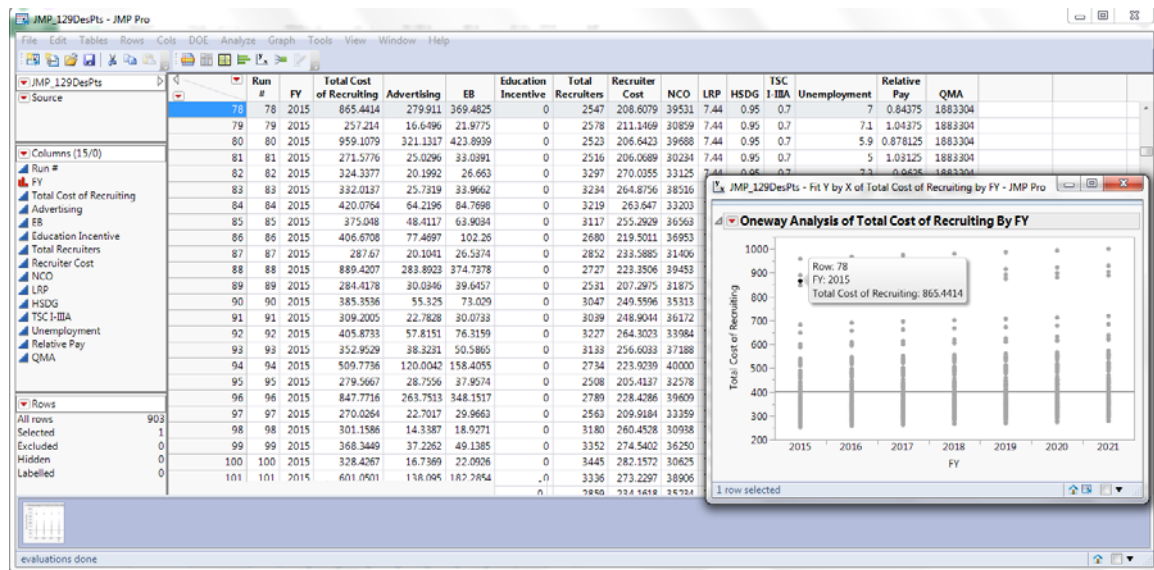 JMP_129DesPts - JMP Pro
File Edit Tables Rows Cols DOE Analyze Graph Tools View Window Help
JMP_129DesPts
Source
Columns (15/0)
Run #
FY
Total Cost of Recruiting
Advertising
EB
Education Incentive
Total Recruiters
Recruiter Cost
NCO
LRP
HSDG
TSC I-IIIA
Unemployment
Relative Pay
QMA
Rows
All rows 903
Selected 1
Excluded 0
Hidden 0
Labelled 0
Run Total Cost Education Total Recruiter TSC Relative
# FY of Recruiting Advertising EB Incentive Recruiters Cost NCO LRP HSDG I-IIIA Unemployment Pay QMA
78 78 2015 865.4414 279.911 369.4825 0 2547 208.6079 39531 7.44 0.95 0.7 7 0.84375 1883304
79 79 2015 257.214 16.6496 21.9775 0 2578 211.1469 30859 7.44 0.95 0.7 7.1 1.04375 1883304
80 80 2015 959.1079 321.1317 423.8939 0 2523 206.6423 39688 7.44 0.95 0.7 5.9 0.878125 1883304
81 81 2015 271.5776 25.0296 33.0391 0 2516 206.0689 30234 7.44 0.95 0.7 5 1.03125 1883304
82 82 2015 324.3377 20.1992 26.663 0 3297 270.0355 33125 7.44 0.95 0.7 7.3 0.9625 1883304
83 83 2015 332.0137 25.7319 33.9662 0 3234 264.8756 38516
84 84 2015 420.0764 64.2196 84.7698 0 3219 263.647 33203
85 85 2015 375.048 48.4117 63.9034 0 3117 255.2929 36563
86 86 2015 406.6708 77.4697 102.26 0 2680 219.5011 36953
87 87 2015 287.67 20.1041 26.5374 0 2852 233.5885 31406
88 88 2015 889.4207 283.8923 374.7378 0 2727 223.3506 39453
89 89 2015 284.4178 30.0346 39.6457 0 2531 207.2975 31875
90 90 2015 385.3536 55.325 73.029 0 3047 249.5596 35313
91 91 2015 309.2005 22.7828 30.0733 0 3039 248.9044 36172
92 92 2015 405.8733 57.8151 76.3159 0 3227 264.3023 33984
93 93 2015 352.9529 38.3231 50.5865 0 3133 256.6033 37188
94 94 2015 509.7736 120.0042 158.4055 0 2734 223.9239 40000
95 95 2015 279.5667 28.7556 37.9574 0 2508 205.4137 32578
96 96 2015 847.7716 263.7513 348.1517 0 2789 228.4286 39609
97 97 2015 270.0264 22.7017 29.9663 0 2563 209.9184 33359
98 98 2015 301.1586 14.3387 18.9271 0 3180 260.4528 30938
99 99 2015 368.3449 37.2262 49.1385 0 3352 274.5402 36250
100 100 2015 328.4267 16.7369 22.0926 0 3445 282.1572 30625
101 101 2015 601.0501 138.095 182.2854 0 3336 273.2297 38906
0 2859 234.1618 35234
JMP_129DesPts - Fit Y by X of Total Cost of Recruiting by FY - JMP Pro
Oneway Analysis of Total Cost of Recruiting By FY
Total Cost of Recruiting
1000
900
800
700
600
500
400
300
200
Row: 78
FY: 2015
Total Cost of Recruiting: 865.4414
2015 2016 2017 2018 2019 2020 2021
FY
1 row selected
evaluations done